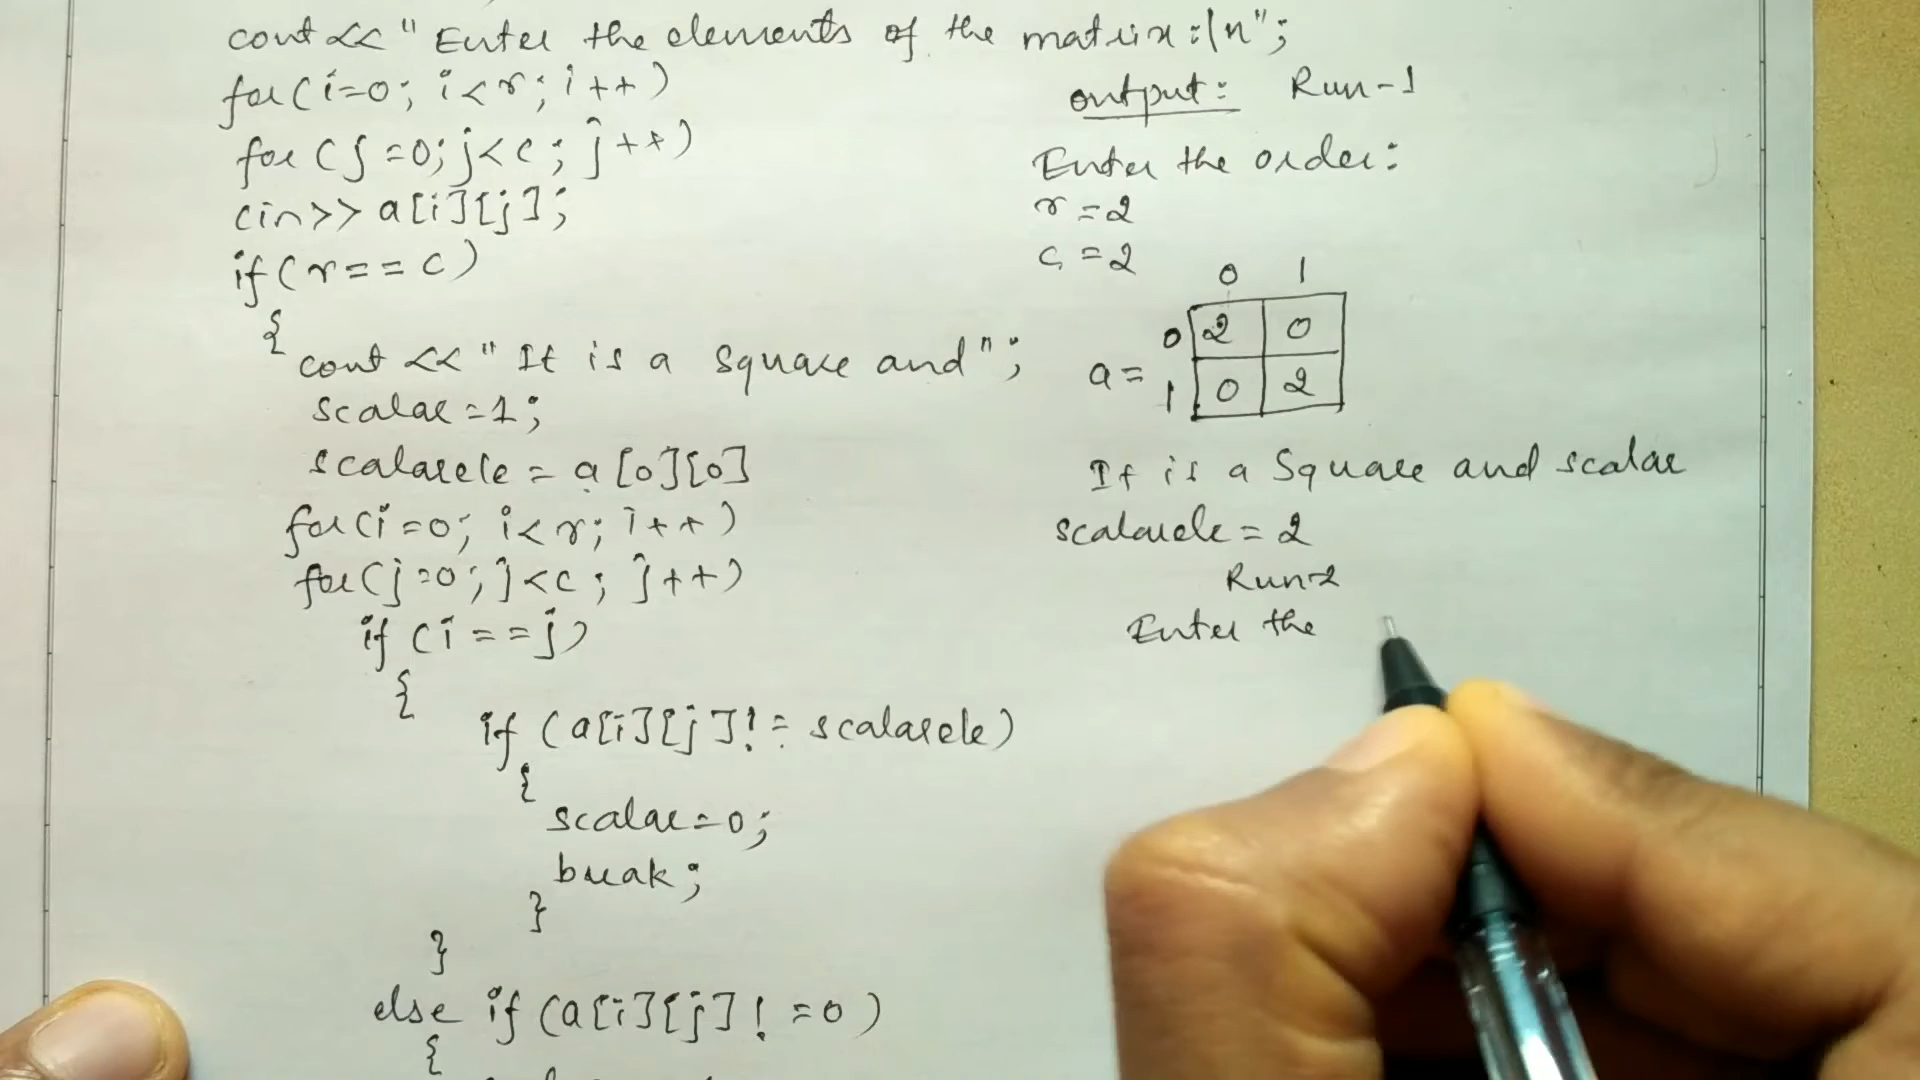 cout << "Enter the elements of the matrix:\n";
for(i=0; i<r; i++)
for(j=0; j<c; j++)
cin>> a[i][j];
if(r==c)
{
cout << "It is a square and";
scalar=1;
scalarele = a[0][0]
for(i=0; i<r; i++)
for(j=0; j<c; j++)
if(i==j)
{
if(a[i][j]!=scalarele)
{
scalar=0;
break;
}
}
else if(a[i][j]!=0)
{
output: Run-1
Enter the order:
r=2
c=2
0 1
0 2 0
a=
1 0 2
It is a Square and scalar
scalarele=2
Run-2
Enter the